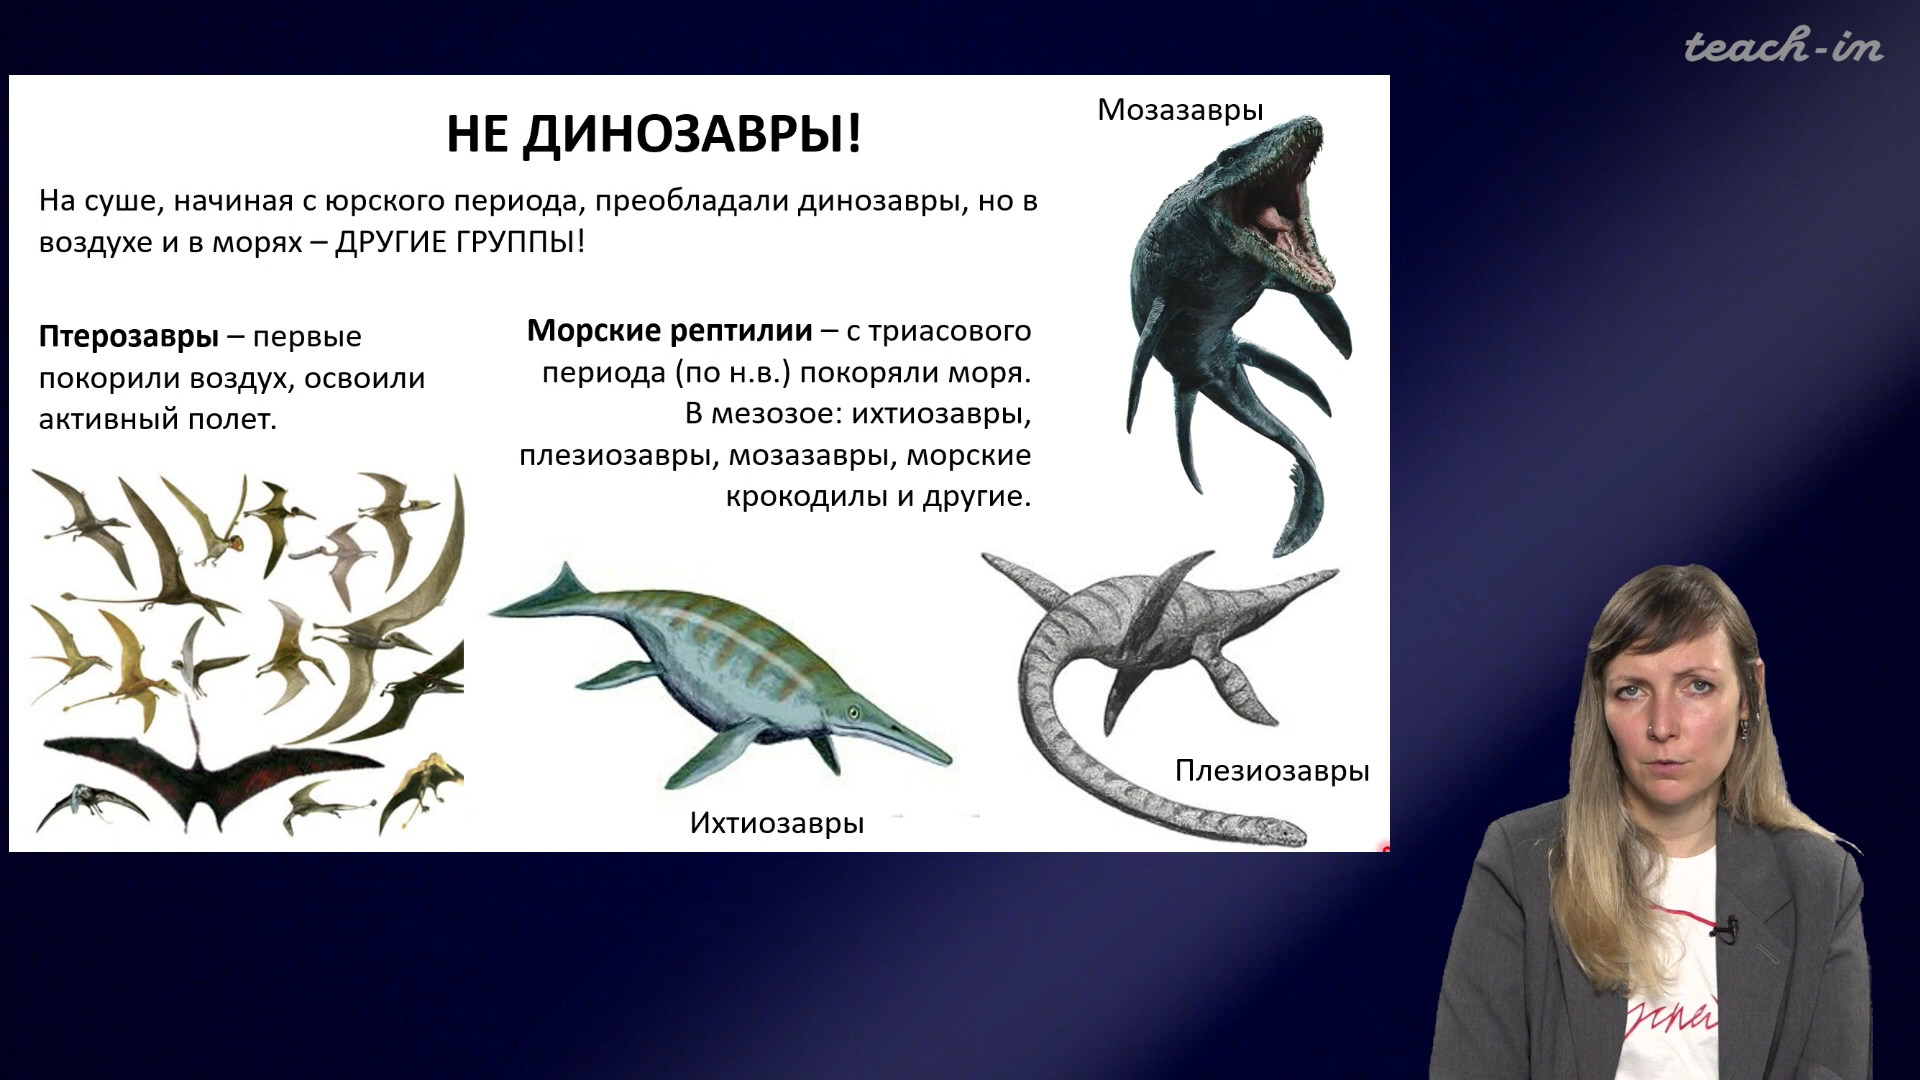 teach-in
НЕ ДИНОЗАВРЫ!
Мозазавры
На суше, начиная с юрского периода, преобладали динозавры, но в
воздухе и в морях – ДРУГИЕ ГРУППЫ!
Птерозавры – первые
покорили воздух, освоили
активный полет.
Морские рептилии – с триасового
периода (по н.в.) покоряли моря.
В мезозое: ихтиозавры,
плезиозавры, мозазавры, морские
крокодилы и другие.
Ихтиозавры
Плезиозавры